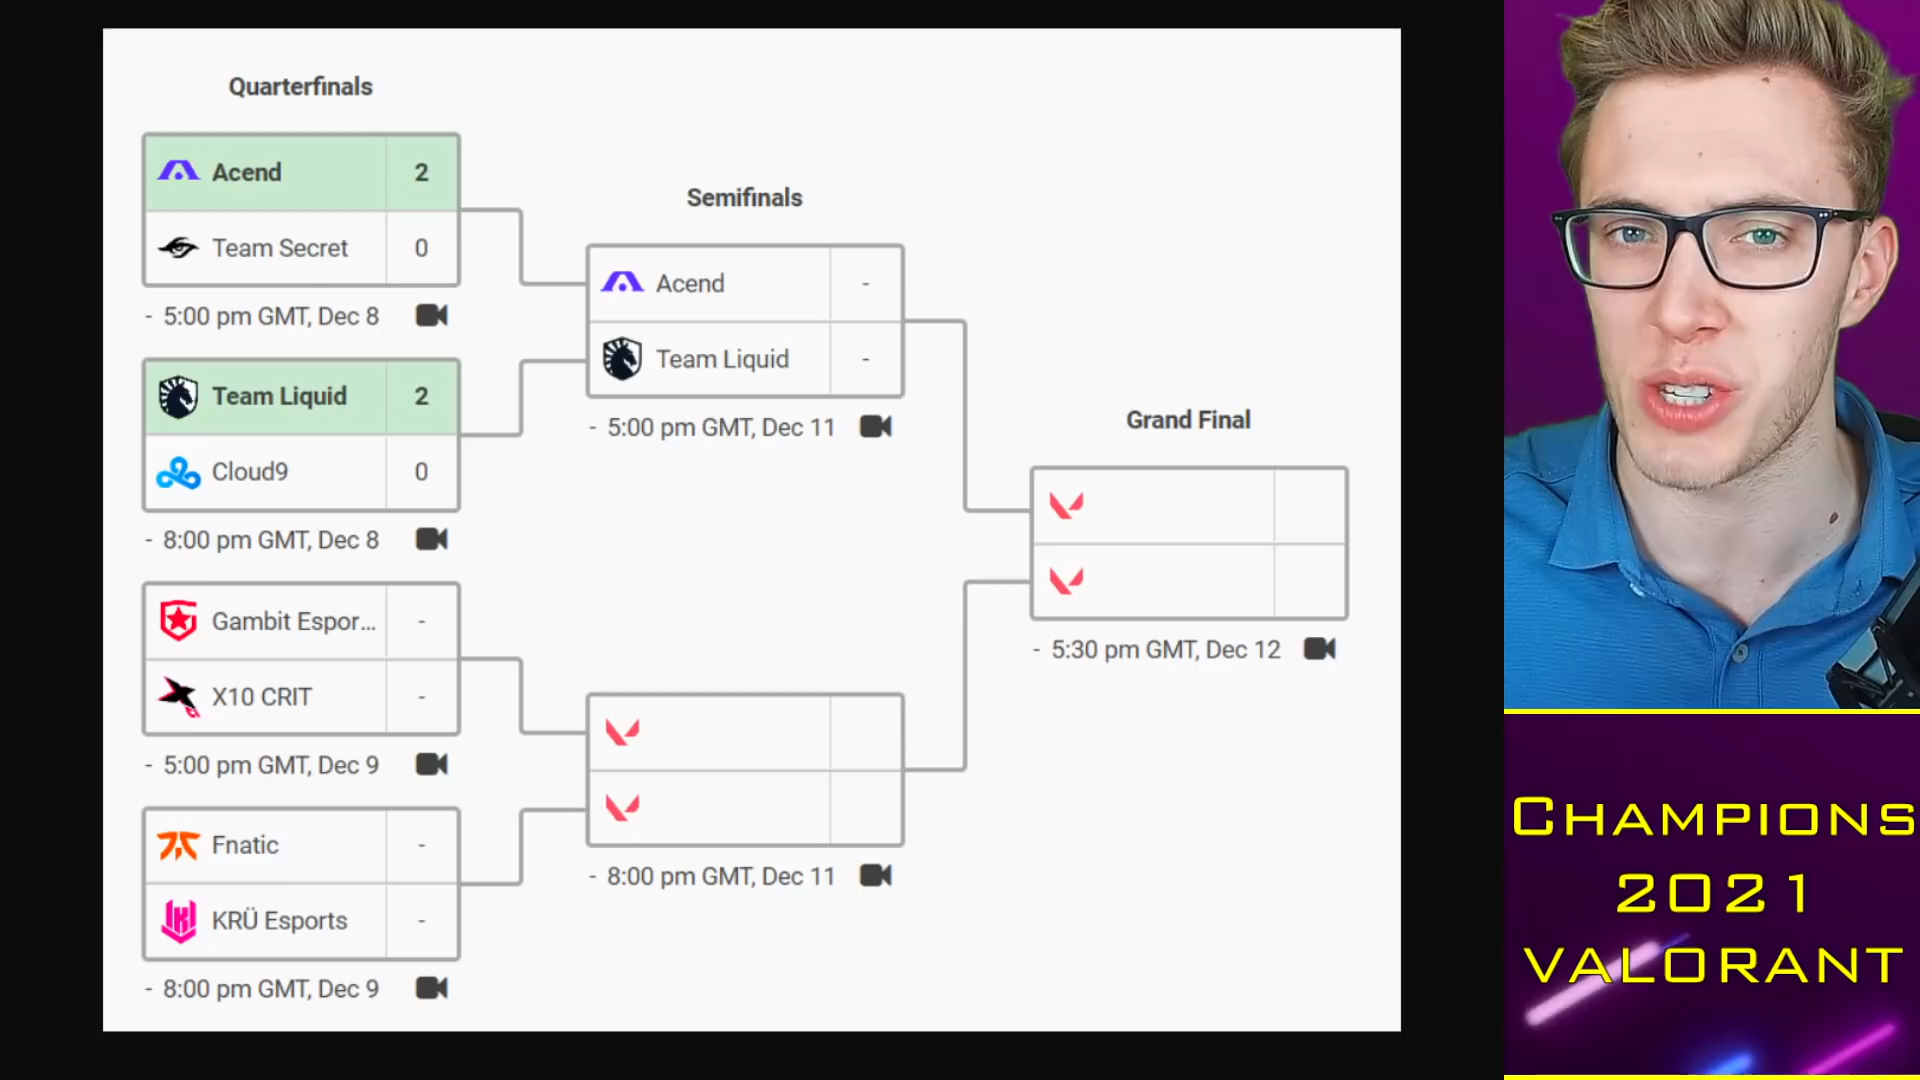 Quarterfinals
Acend 2
Team Secret 0
- 5:00 pm GMT, Dec 8
Team Liquid 2
Cloud9 0
- 8:00 pm GMT, Dec 8
Gambit Espor... -
X10 CRIT -
- 5:00 pm GMT, Dec 9
Fnatic -
KRÜ Esports -
- 8:00 pm GMT, Dec 9
Semifinals
Acend -
Team Liquid -
- 5:00 pm GMT, Dec 11
- 8:00 pm GMT, Dec 11
Grand Final
- 5:30 pm GMT, Dec 12
CHAMPIONS
2021
VALORANT